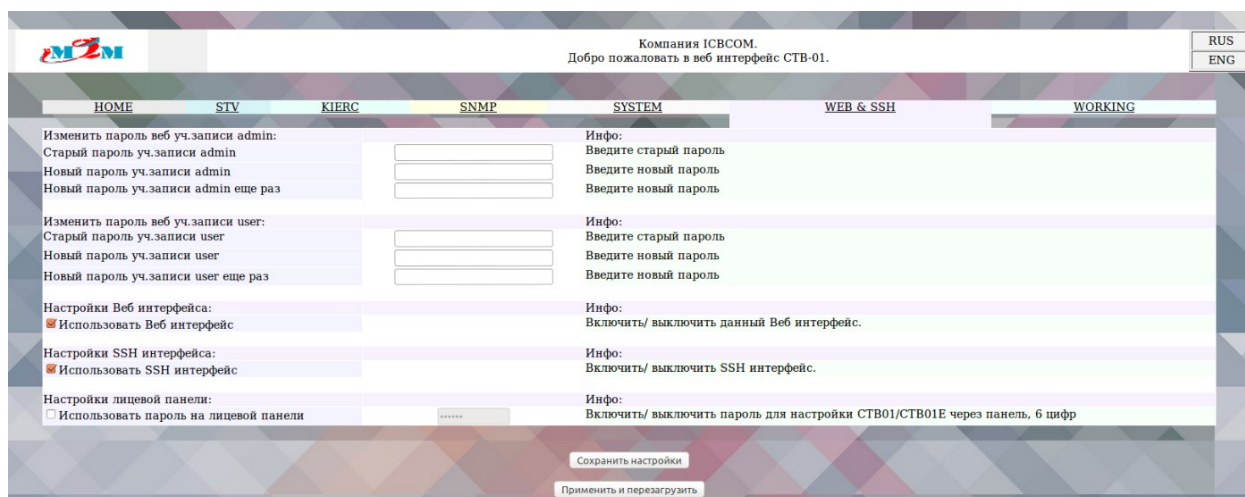 iM2M
Компания ICBCOM.
Добро пожаловать в веб интерфейс СТВ-01.
RUS
ENG
HOME STV KIERC SNMP SYSTEM WEB & SSH WORKING
Изменить пароль веб уч.записи admin: Инфо:
Старый пароль уч.записи admin Введите старый пароль
Новый пароль уч.записи admin Введите новый пароль
Новый пароль уч.записи admin еще раз Введите новый пароль
Изменить пароль веб уч.записи user: Инфо:
Старый пароль уч.записи user Введите старый пароль
Новый пароль уч.записи user Введите новый пароль
Новый пароль уч.записи user еще раз Введите новый пароль
Настройки Веб интерфейса: Инфо:
Использовать Веб интерфейс Включить/ выключить данный Веб интерфейс.
Настройки SSH интерфейса: Инфо:
Использовать SSH интерфейс Включить/ выключить SSH интерфейс.
Настройки лицевой панели: Инфо:
Использовать пароль на лицевой панели •••••• Включить/ выключить пароль для настройки СТВ01/СТВ01Е через панель, 6 цифр
Сохранить настройки
Применить и перезагрузить